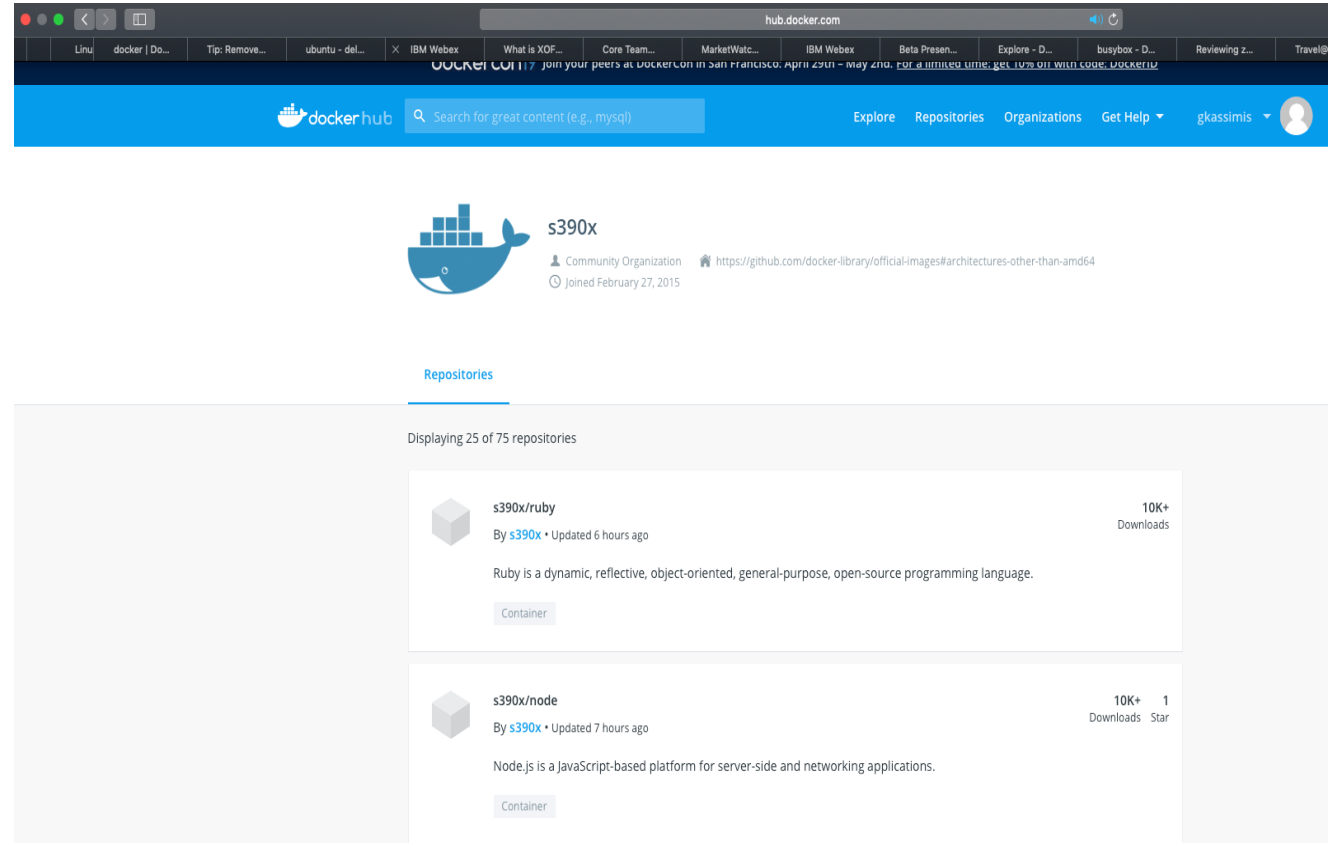 hub.docker.com
Linu docker | Do... Tip: Remove... ubuntu - del... IBM Webex What is XOF... Core Team... MarketWatc... IBM Webex Beta Presen... Explore - D... busybox - D... Reviewing z... Travel@
dockercon17 Join your peers at DockerCon in San Francisco. April 29th – May 2nd. For a limited time: get 10% off with code: DockerID
dockerhub Search for great content (e.g., mysql) Explore Repositories Organizations Get Help gkassimis
s390x
Community Organization https://github.com/docker-library/official-images#architectures-other-than-amd64
Joined February 27, 2015
Repositories
Displaying 25 of 75 repositories
s390x/ruby 10K+
Downloads
By s390x • Updated 6 hours ago
Ruby is a dynamic, reflective, object-oriented, general-purpose, open-source programming language.
Container
s390x/node 10K+ 1
Downloads Star
By s390x • Updated 7 hours ago
Node.js is a JavaScript-based platform for server-side and networking applications.
Container